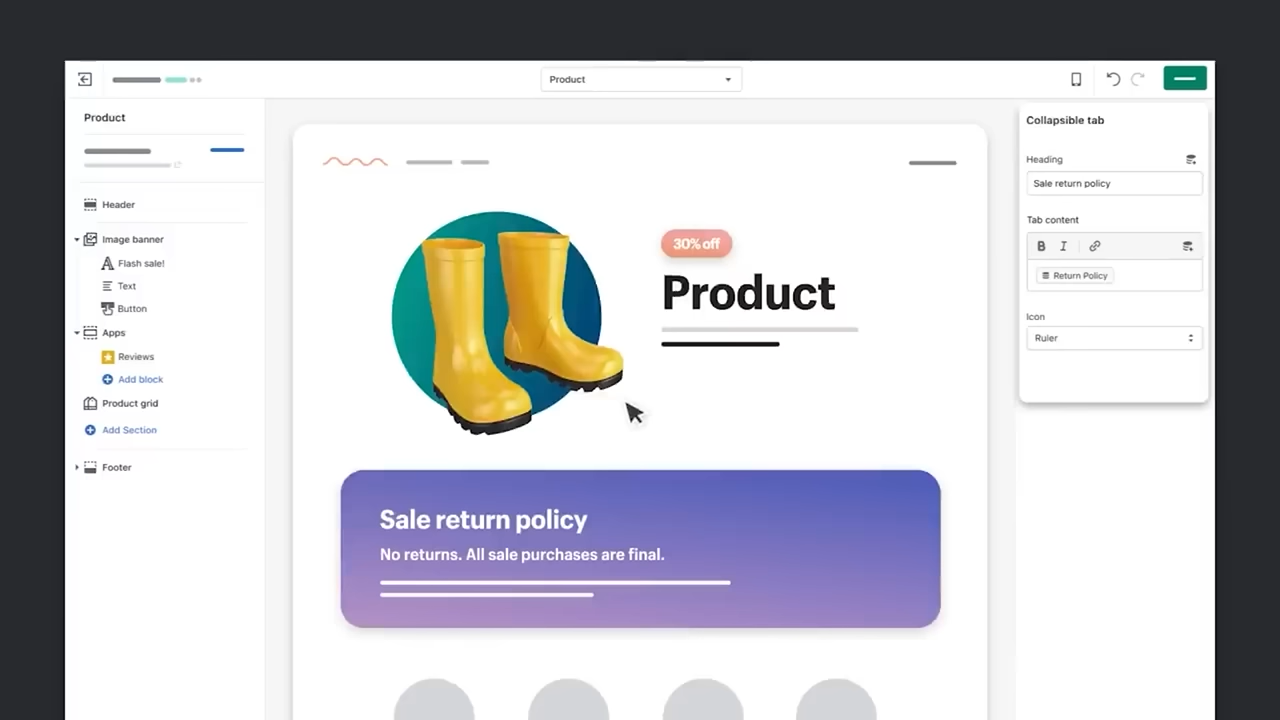 Product
Product
Header
Image banner
Flash sale!
Text
Button
Apps
Reviews
Add block
Product grid
Add Section
Footer
30% off
Product
Sale return policy
No returns. All sale purchases are final.
Collapsible tab
Heading
Sale return policy
Tab content
B I
Return Policy
Icon
Ruler